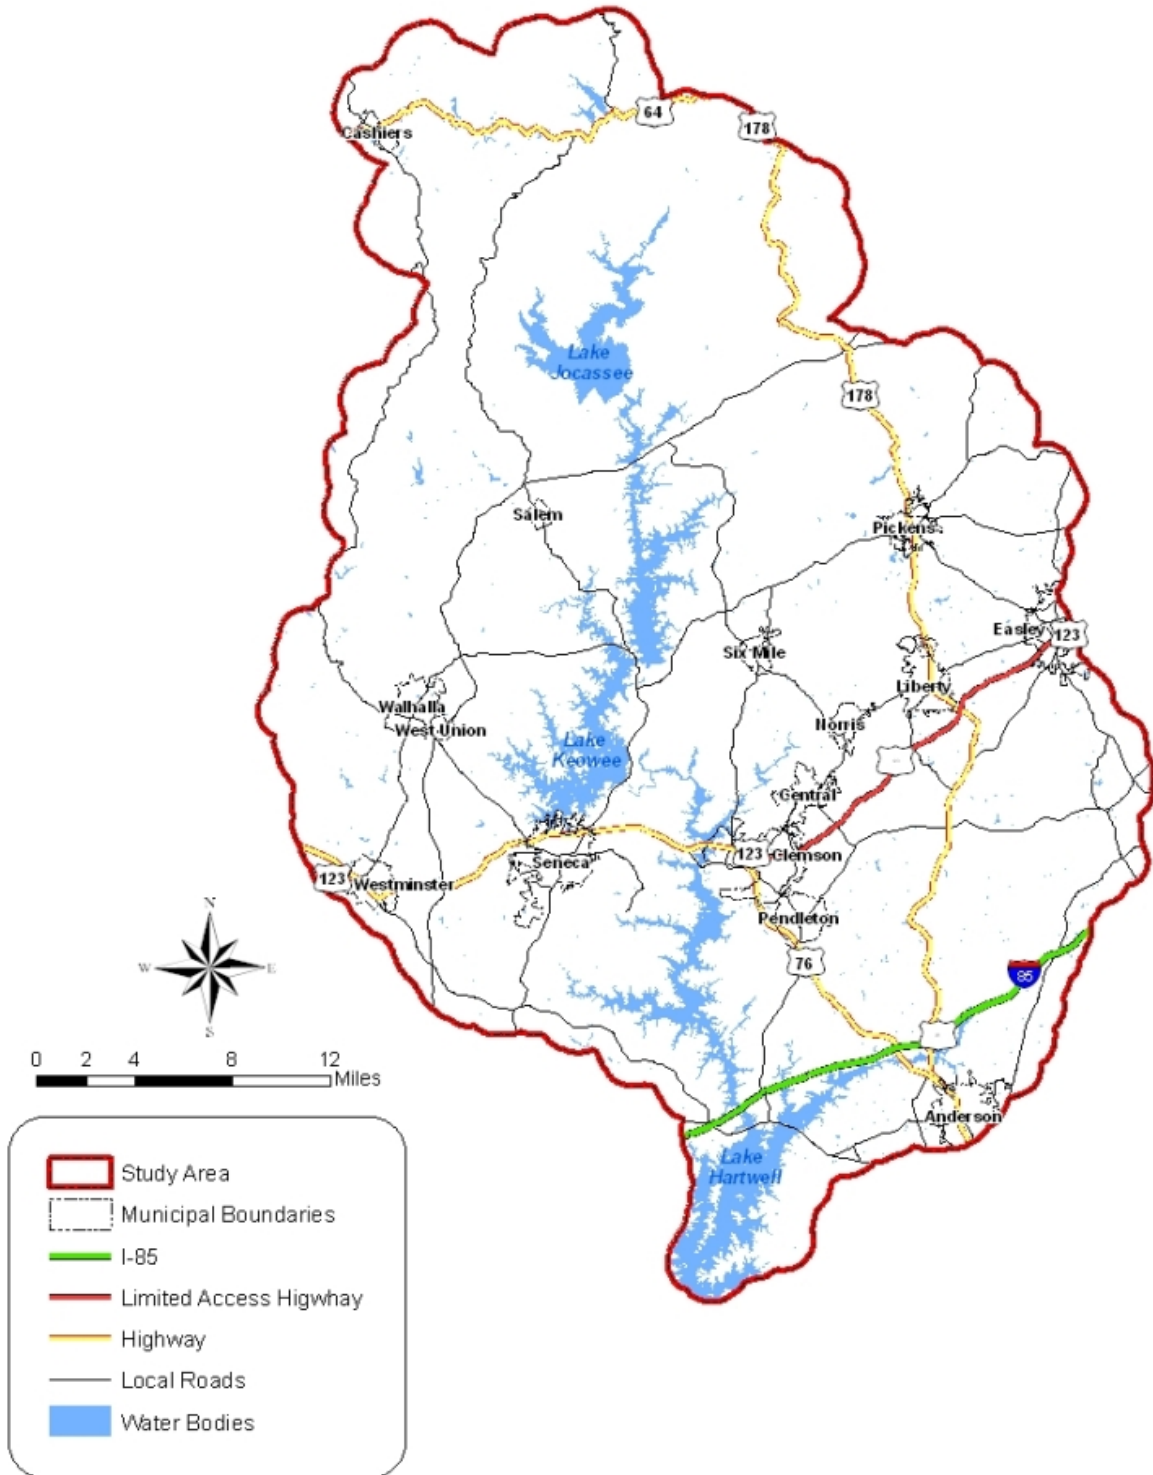 64
178
Cashiers
Lake
Jocassee
178
Salem
Pickens
Easley
123
Six Mile
Liberty
Walhalla
West Union
Norris
Lake
Keowee
Central
123
Clemson
Seneca
123
Westminster
Pendleton
76
85
N
W
E
S
0 2 4 8 12
Miles
Anderson
Lake
Hartwell
Study Area
Municipal Boundaries
I-85
Limited Access Higwhay
Highway
Local Roads
Water Bodies